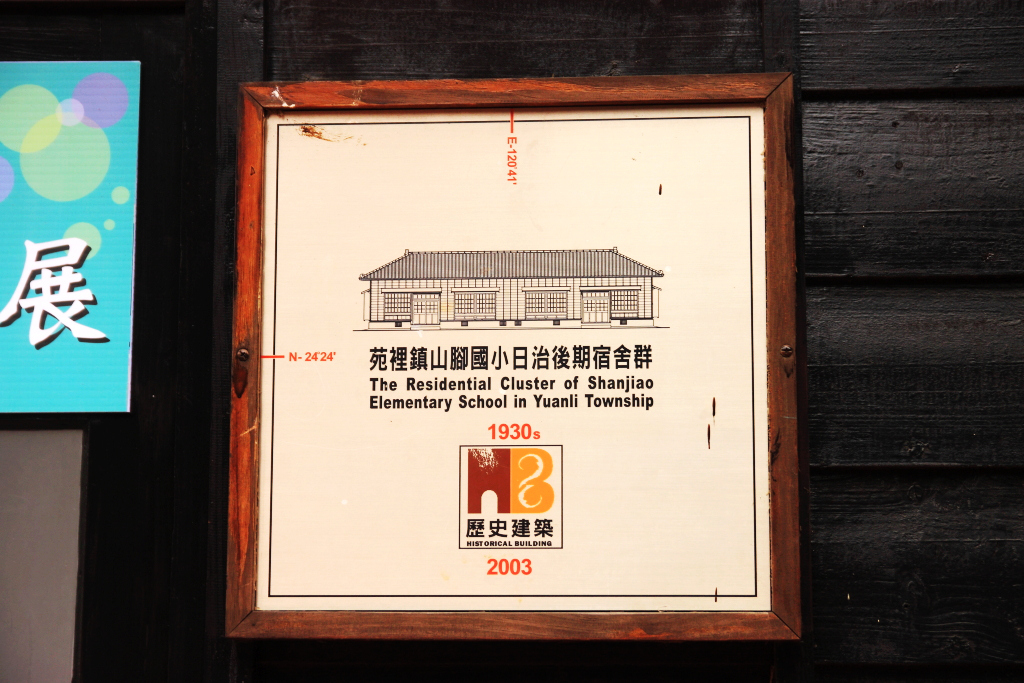 展
E-120°41'
N- 24°24'
苑裡鎮山腳國小日治後期宿舍群
The Residential Cluster of Shanjiao
Elementary School in Yuanli Township
1930s
歷史建築
HISTORICAL BUILDING
2003